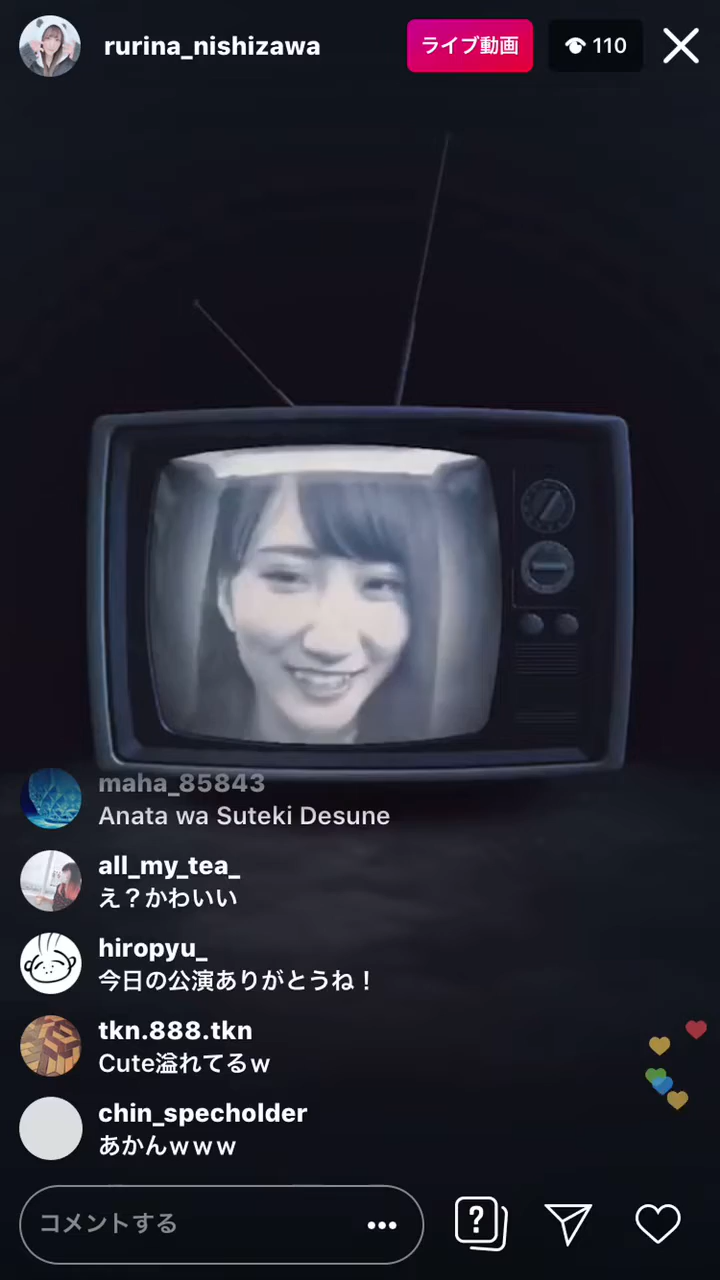 rurina_nishizawa
ライブ動画
110
maha_85843
Anata wa Suteki Desune
all_my_tea_
え？かわいい
hiropyu_
今日の公演ありがとうね！
tkn.888.tkn
Cute溢れてるｗ
chin_specholder
あかんｗｗｗ
コメントする
?